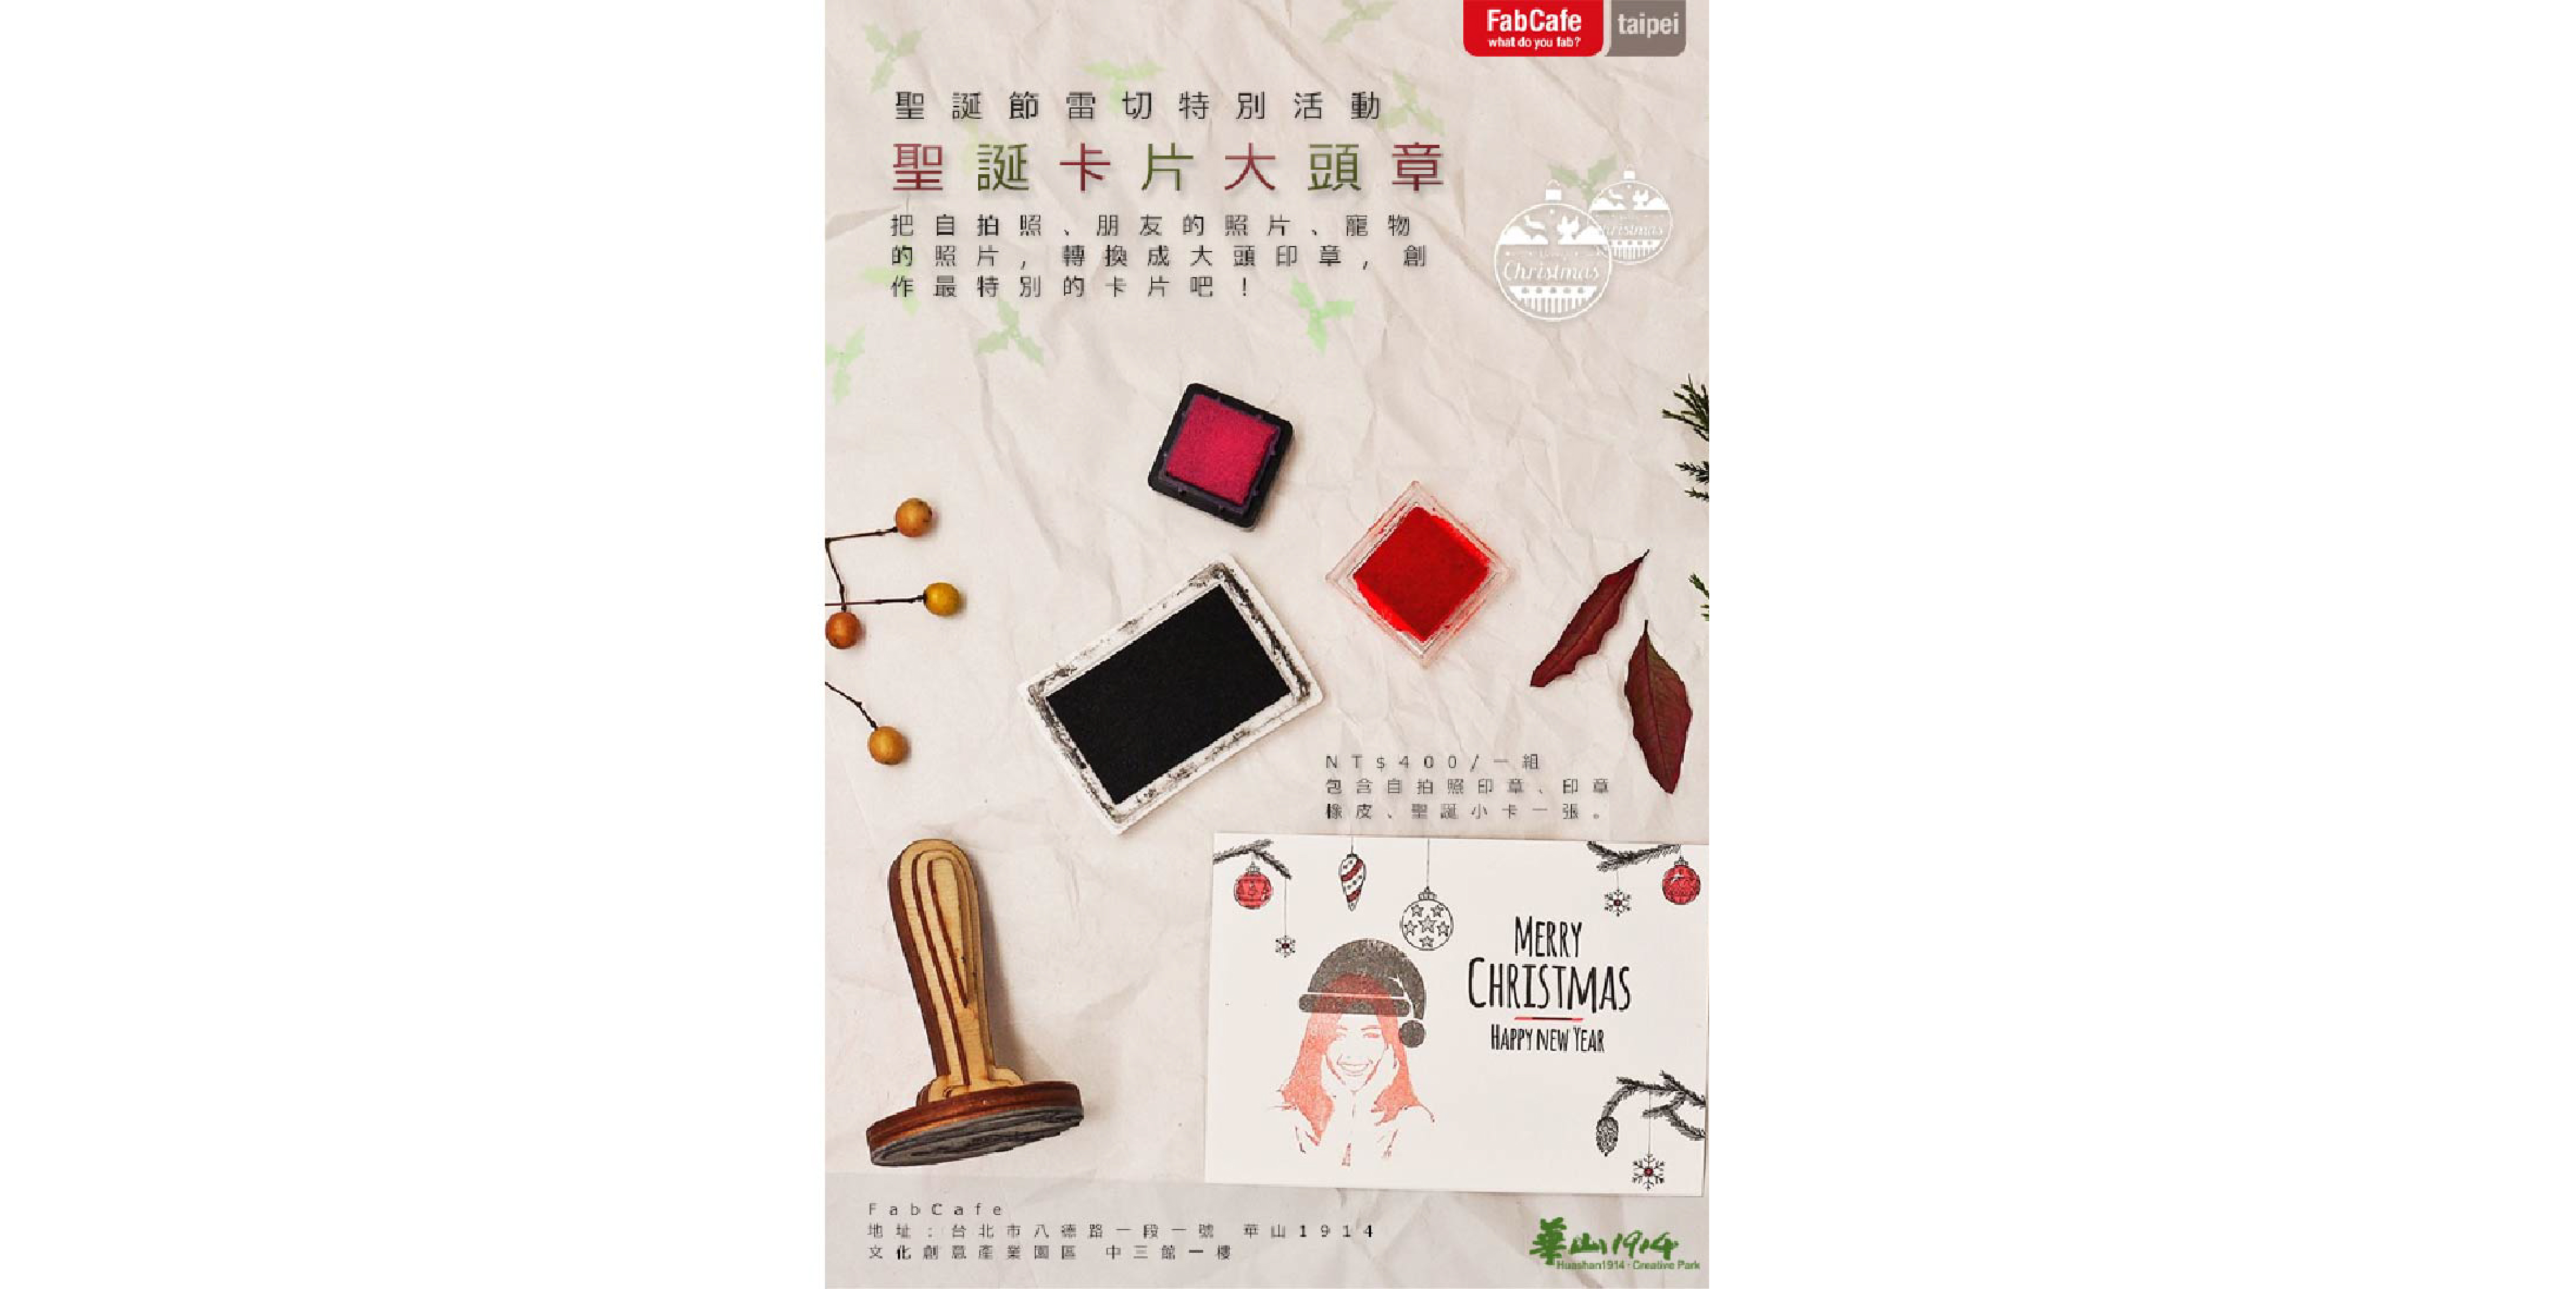 FabCafe
what do you fab?
taipei
聖誕節雷切特別活動
聖誕卡片大頭章
把自拍照、朋友的照片、寵物
的照片，轉換成大頭印章，創
作最特別的卡片吧！
Christmas
Christmas
NT$400/一組
包含自拍照印章、印章
橡皮、聖誕小卡一張。
MERRY
CHRISTMAS
HAPPY NEW YEAR
FabCafe
地址：台北市八德路一段一號 華山1914
文化創意產業園區 中三館一樓
華山1914
Huashan1914·Creative Park